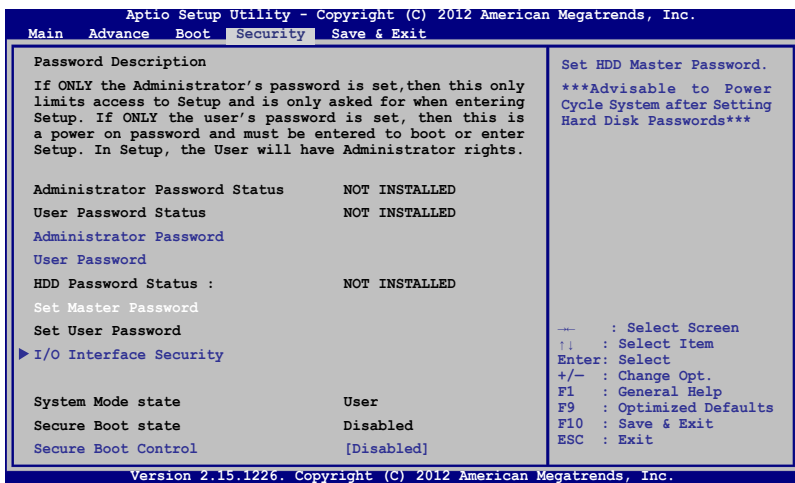 Aptio Setup Utility - Copyright (C) 2012 American Megatrends, Inc.
Main Advance Boot Security Save & Exit
Password Description
If ONLY the Administrator's password is set,then this only
limits access to Setup and is only asked for when entering
Setup. If ONLY the user's password is set, then this is
a power on password and must be entered to boot or enter
Setup. In Setup, the User will have Administrator rights.
Administrator Password Status NOT INSTALLED
User Password Status NOT INSTALLED
Administrator Password
User Password
HDD Password Status : NOT INSTALLED
Set Master Password
Set User Password
I/O Interface Security
System Mode state User
Secure Boot state Disabled
Secure Boot Control [Disabled]
Set HDD Master Password.
***Advisable to Power
Cycle System after Setting
Hard Disk Passwords***
→← : Select Screen
↑↓ : Select Item
Enter: Select
+/— : Change Opt.
F1 : General Help
F9 : Optimized Defaults
F10 : Save & Exit
ESC : Exit
Version 2.15.1226. Copyright (C) 2012 American Megatrends, Inc.